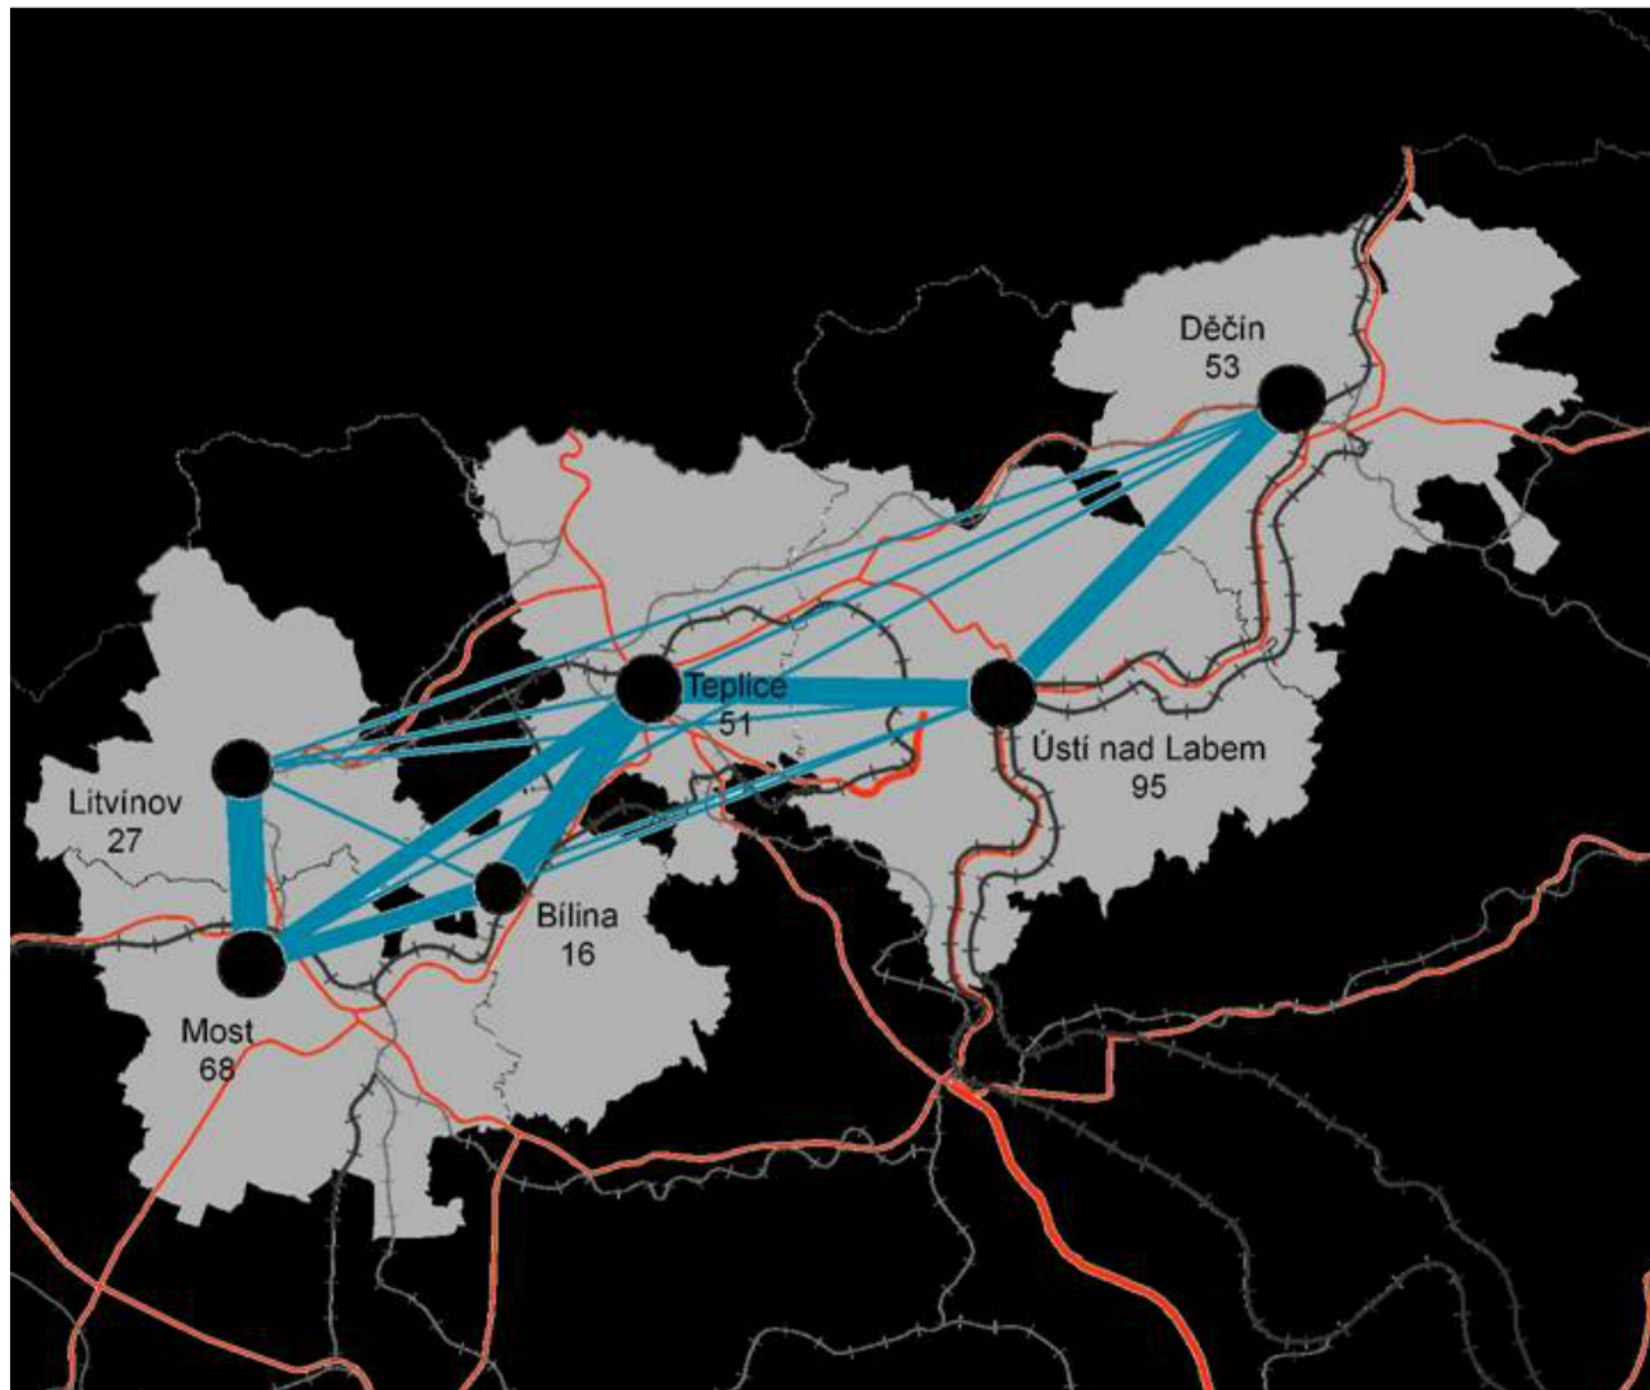 Děčín
53
Teplice
51
Ústí nad Labem
95
Litvínov
27
Bílina
16
Most
68